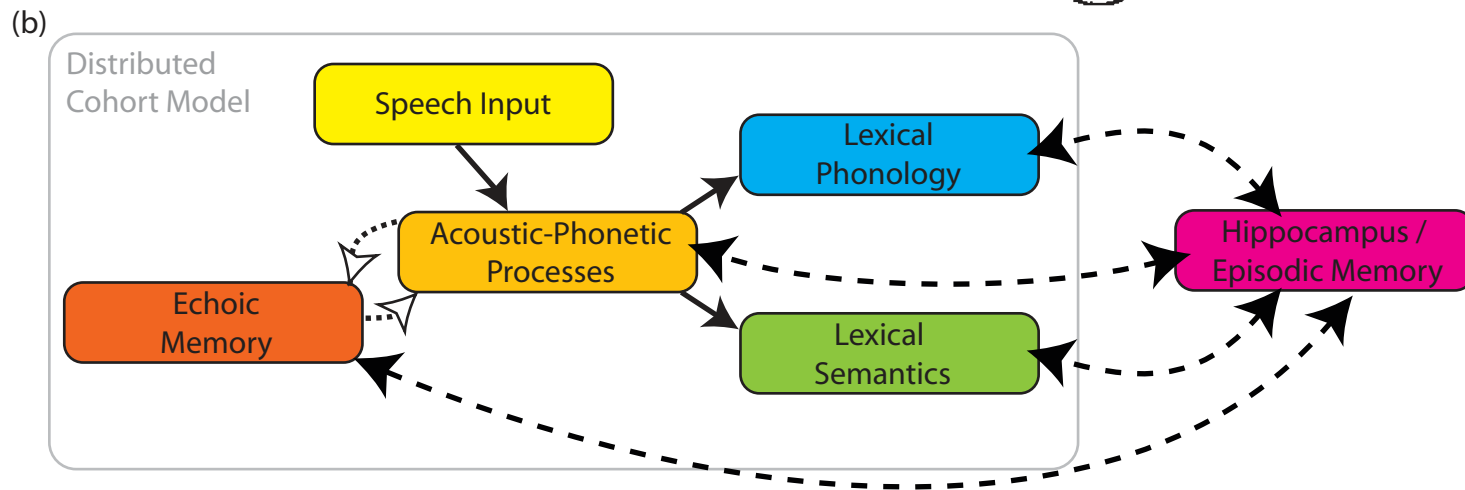 (b)
Distributed
Cohort Model
Speech Input
Lexical
Phonology
Acoustic-Phonetic
Processes
Hippocampus /
Episodic Memory
Echoic
Memory
Lexical
Semantics